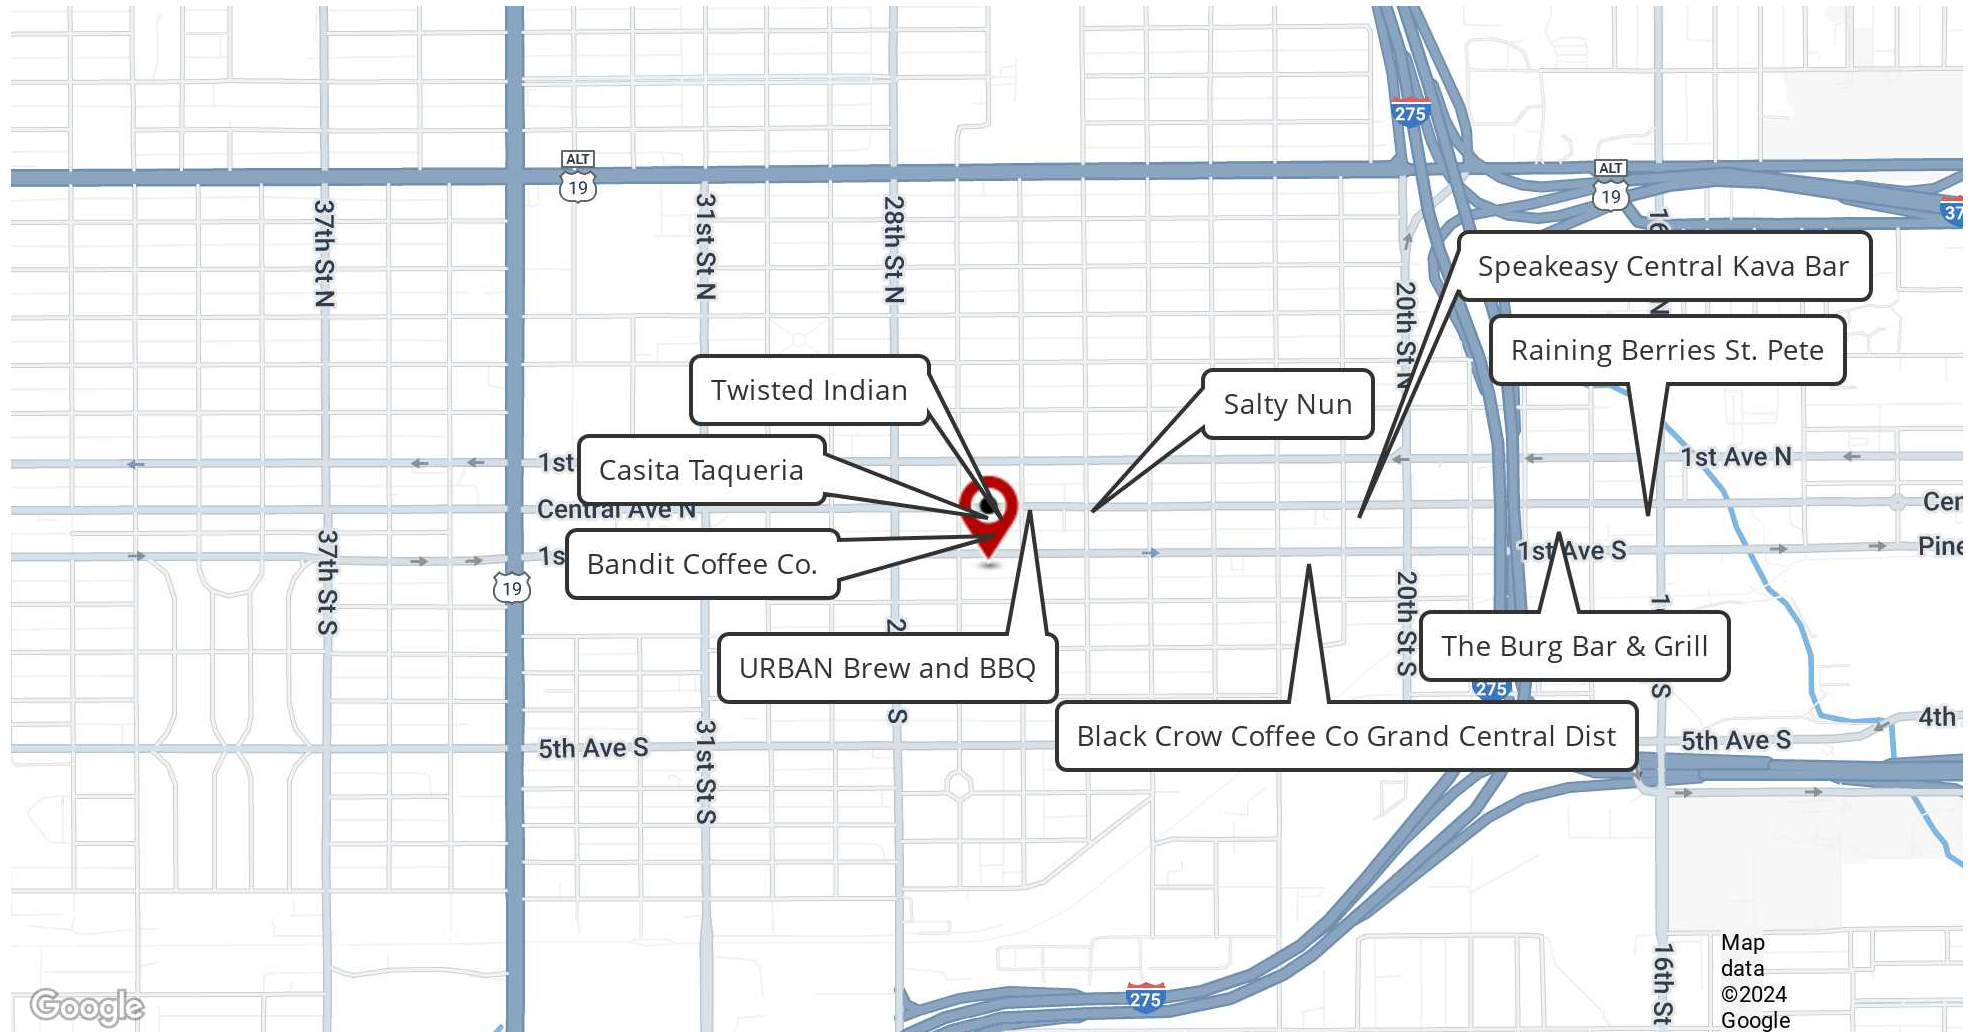 275
ALT
19
ALT
19
37
37th St N
31st St N
28th St N
20th St N
Speakeasy Central Kava Bar
Raining Berries St. Pete
Twisted Indian
Salty Nun
Casita Taqueria
1st
1st Ave N
Central Ave N
Bandit Coffee Co.
1st Ave S
19
37th St S
20th St S
URBAN Brew and BBQ
The Burg Bar & Grill
275
Black Crow Coffee Co Grand Central Dist
5th Ave S
5th Ave S
4th
31st St S
16th St
275
Google
Map
data
©2024
Google